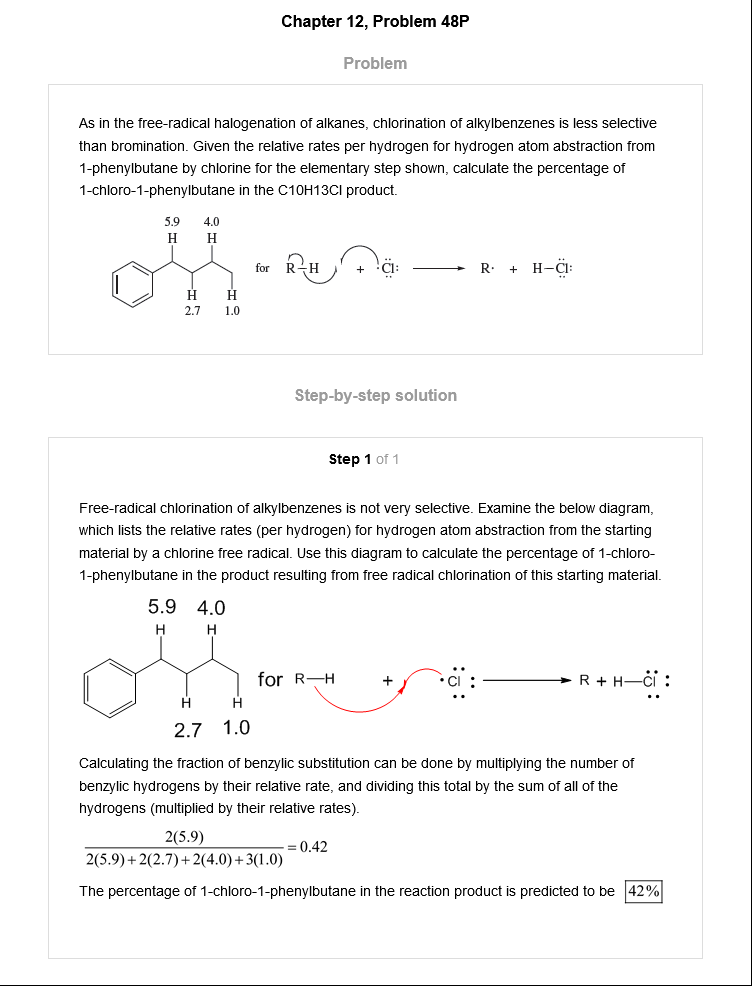 Chapter 12, Problem 48P
Problem
As in the free-radical halogenation of alkanes, chlorination of alkylbenzenes is less selective
than bromination. Given the relative rates per hydrogen for hydrogen atom abstraction from
1-phenylbutane by chlorine for the elementary step shown, calculate the percentage of
1-chloro-1-phenylbutane in the C10H13Cl product.
5.9 4.0
H H
for R–H + ·Cl: R· + H–Cl:
H H
2.7 1.0
Step-by-step solution
Step 1 of 1
Free-radical chlorination of alkylbenzenes is not very selective. Examine the below diagram,
which lists the relative rates (per hydrogen) for hydrogen atom abstraction from the starting
material by a chlorine free radical. Use this diagram to calculate the percentage of 1-chloro-
1-phenylbutane in the product resulting from free radical chlorination of this starting material.
5.9 4.0
H H
for R—H + ·Cl: R + H—Cl:
H H
2.7 1.0
Calculating the fraction of benzylic substitution can be done by multiplying the number of
benzylic hydrogens by their relative rate, and dividing this total by the sum of all of the
hydrogens (multiplied by their relative rates).
2(5.9)
2(5.9)+2(2.7)+2(4.0)+3(1.0) = 0.42
The percentage of 1-chloro-1-phenylbutane in the reaction product is predicted to be 42%